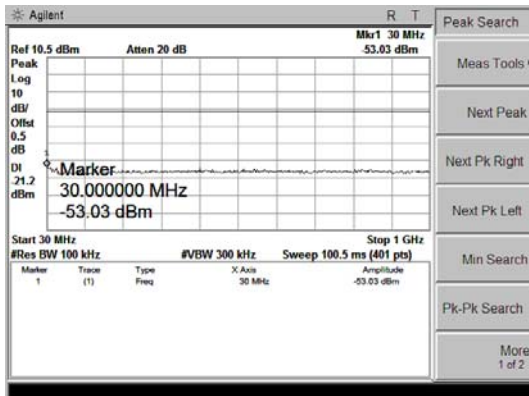 Agilent
R T
Peak Search
Mkr1 30 MHz
Ref 10.5 dBm Atten 20 dB -53.03 dBm
Peak
Log
10
dB/
Offst
0.5
dB
DI
-21.2
dBm
1
Marker
30.000000 MHz
-53.03 dBm
Start 30 MHz Stop 1 GHz
#Res BW 100 kHz #VBW 300 kHz Sweep 100.5 ms (401 pts)
Marker Trace Type X Axis Amplitude
1 (1) Freq 30 MHz -53.03 dBm
Meas Tools
Next Peak
Next Pk Right
Next Pk Left
Min Search
Pk-Pk Search
More
1 of 2